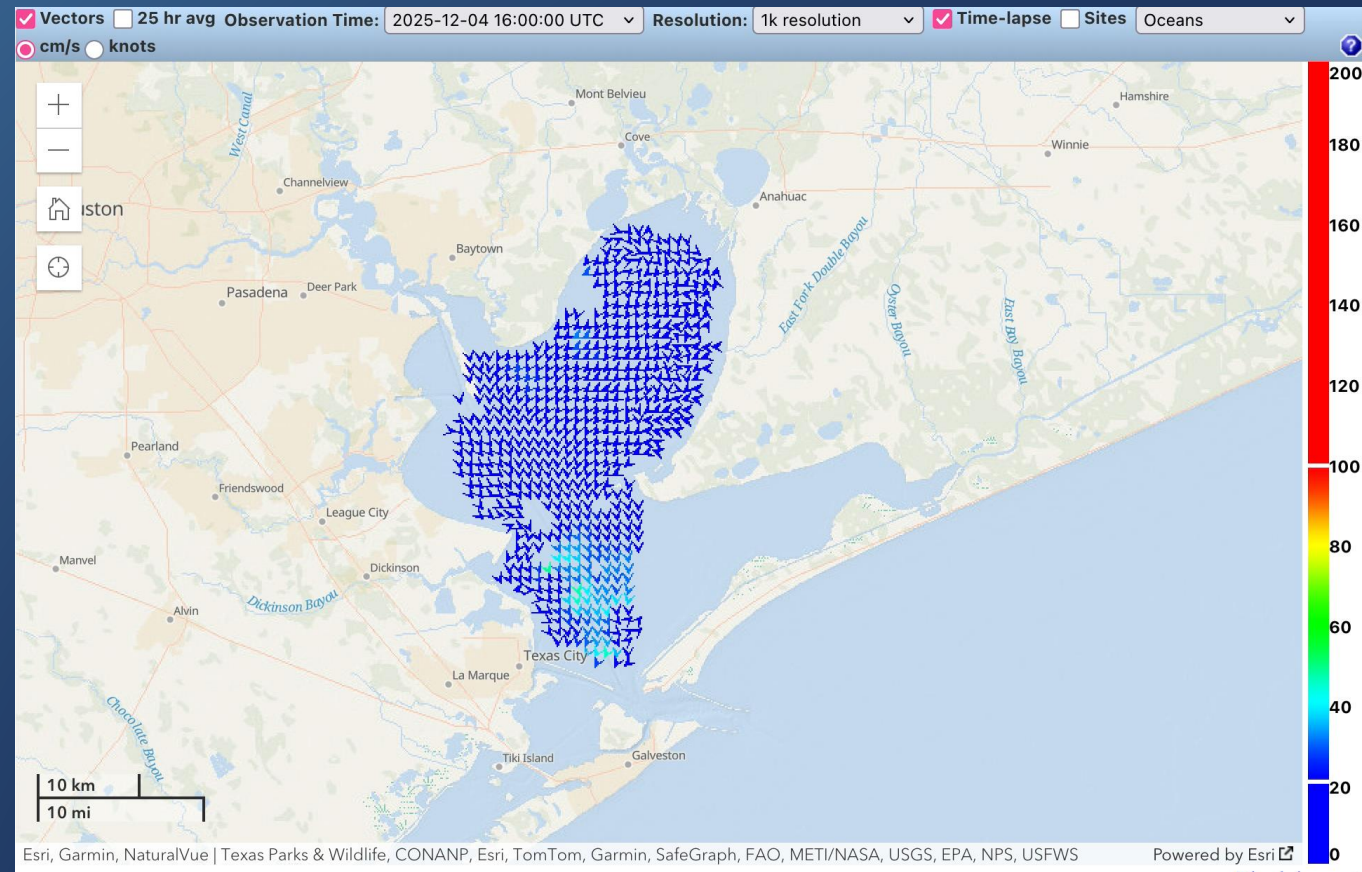 Vectors 25 hr avg Observation Time: 2025-12-04 16:00:00 UTC Resolution: 1k resolution Time-lapse Sites Oceans
cm/s knots
?
200
Mont Belvieu
Hamshire
West Canal
Cove
Winnie
180
Channelview
Anahuac
uston
160
East Fork Double Bayou
Baytown
Pasadena
Deer Park
Oyster Bayou
East Bay Bayou
140
120
Pearland
100
Friendswood
League City
80
Manvel
Dickinson
Dickinson Bayou
Alvin
60
Texas City
La Marque
40
Chocolate Bayou
Tiki Island
Galveston
10 km
10 mi
20
Esri, Garmin, NaturalVue | Texas Parks & Wildlife, CONANP, Esri, TomTom, Garmin, SafeGraph, FAO, METI/NASA, USGS, EPA, NPS, USFWS
Powered by Esri
0